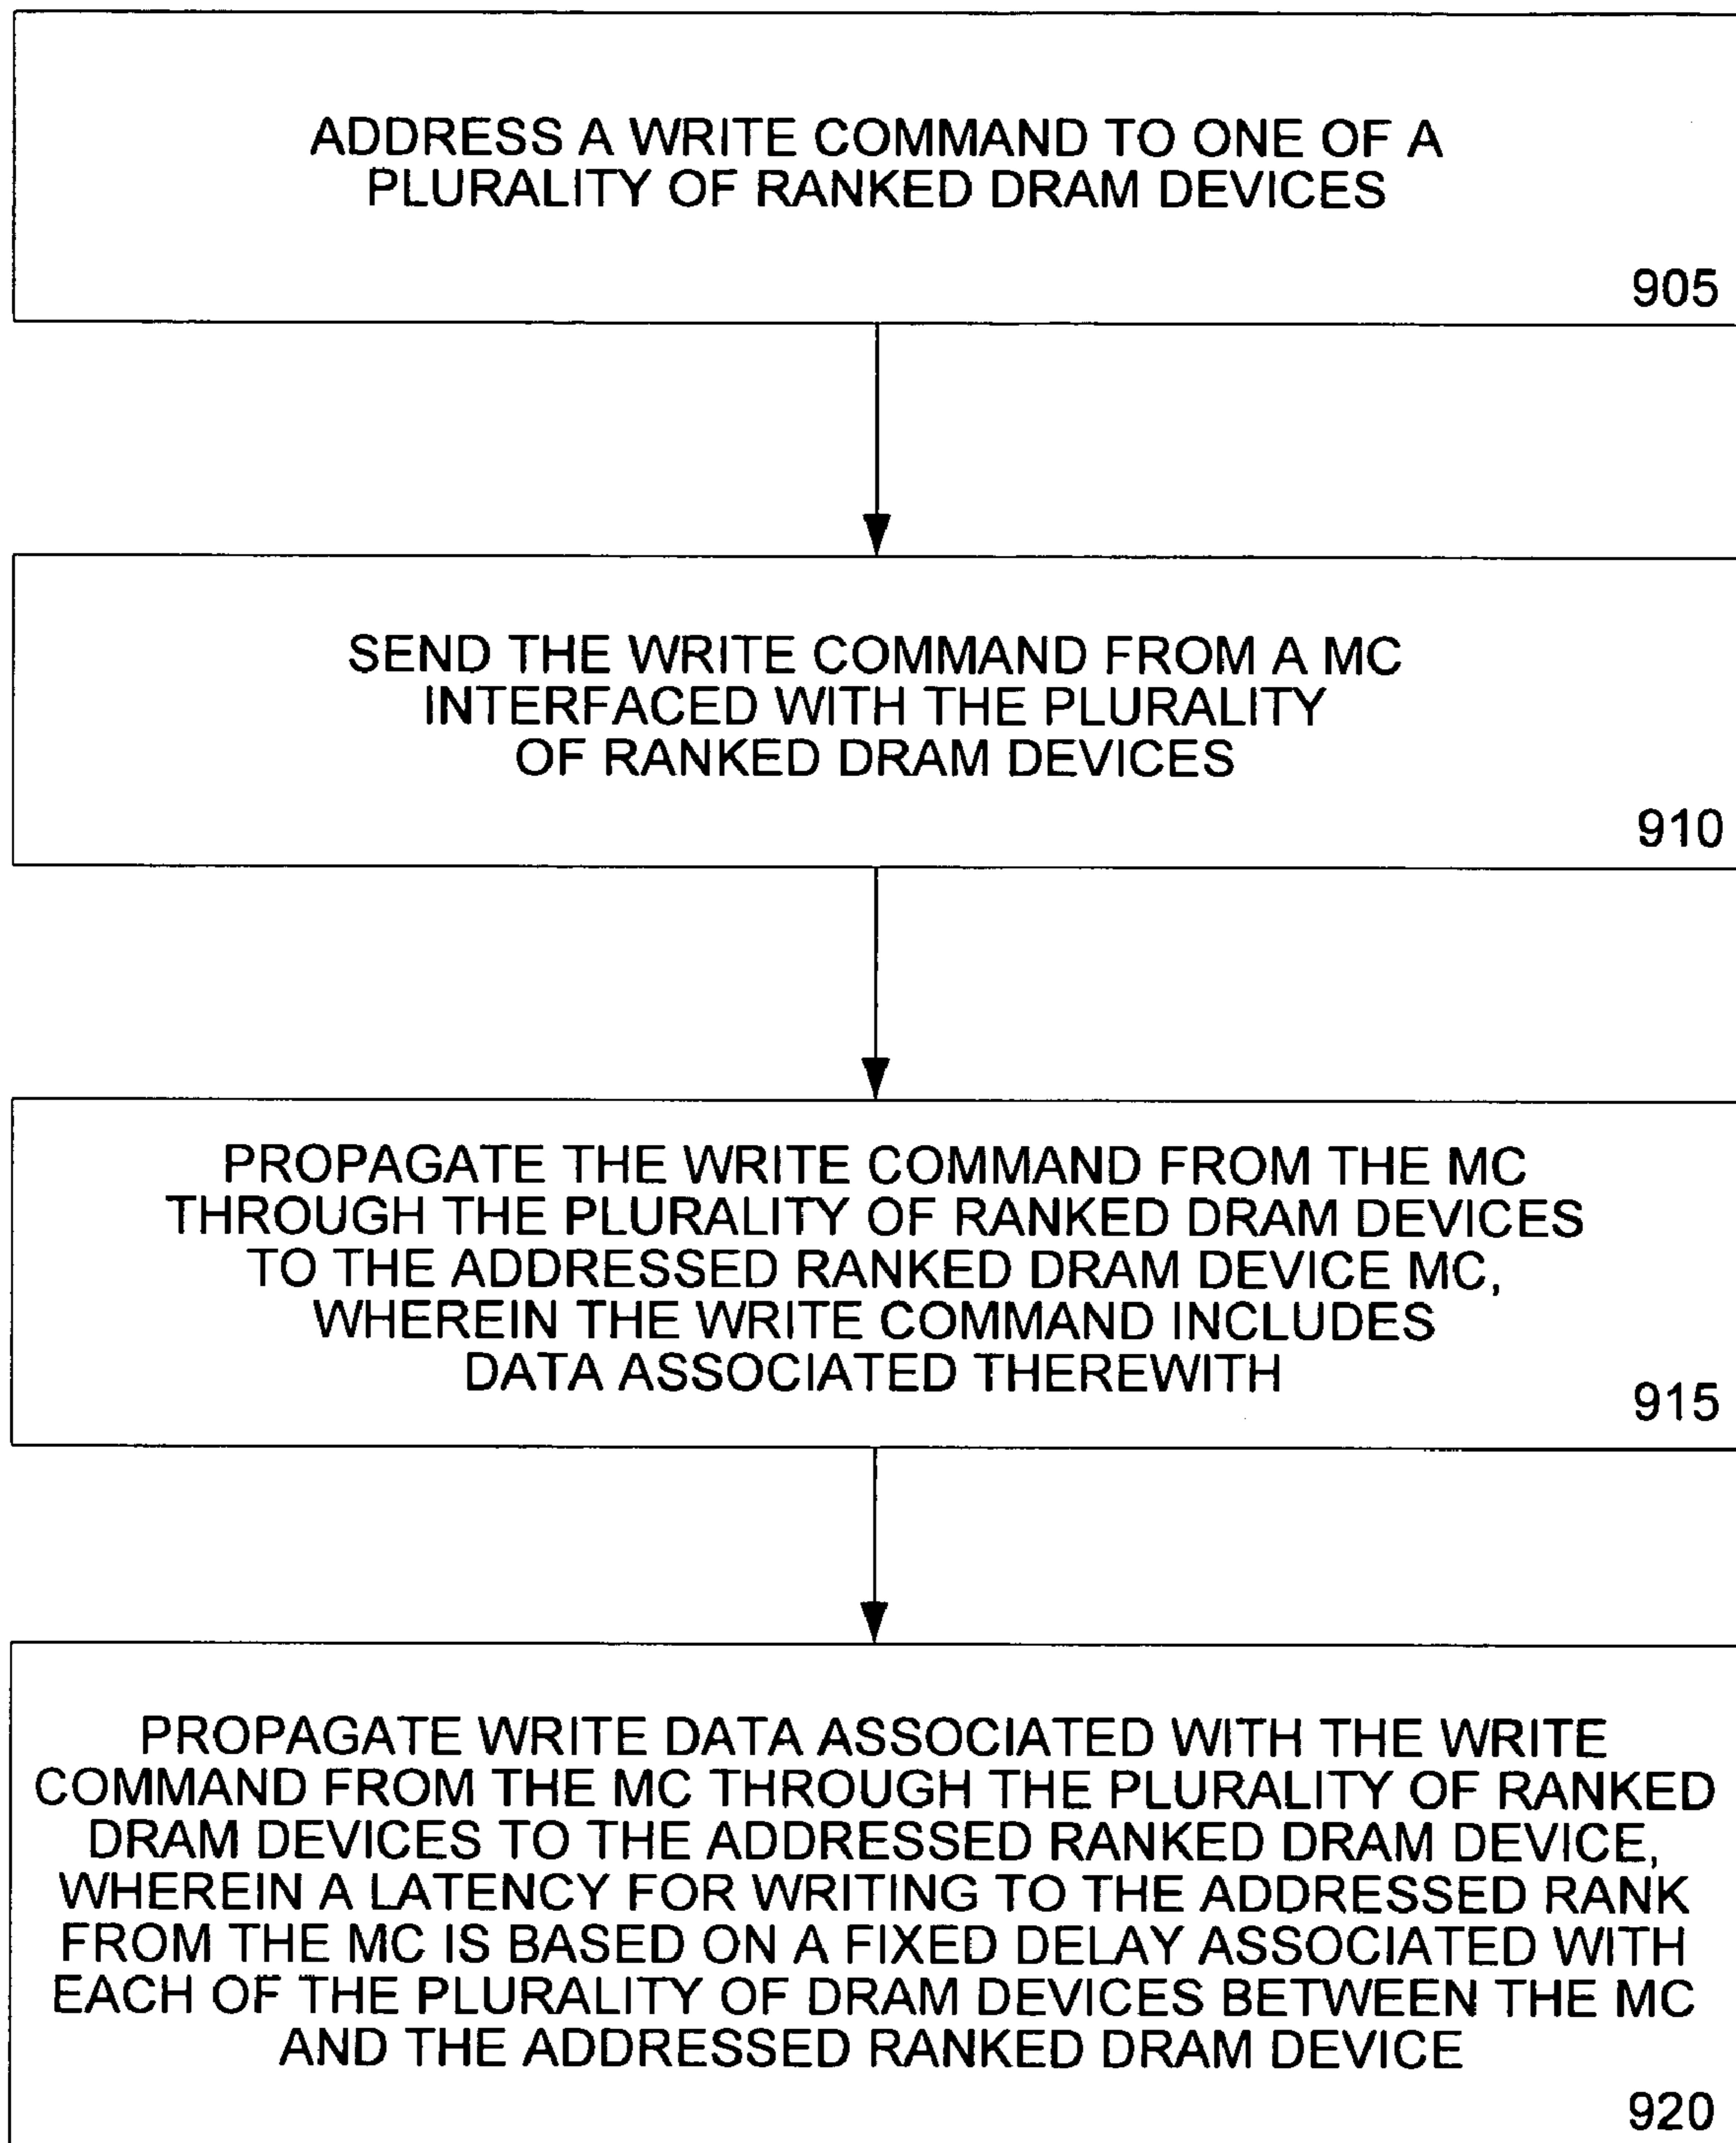 ADDRESS A WRITE COMMAND TO ONE OF A
PLURALITY OF RANKED DRAM DEVICES
905
SEND THE WRITE COMMAND FROM A MC
INTERFACED WITH THE PLURALITY
OF RANKED DRAM DEVICES
910
PROPAGATE THE WRITE COMMAND FROM THE MC
THROUGH THE PLURALITY OF RANKED DRAM DEVICES
TO THE ADDRESSED RANKED DRAM DEVICE MC,
WHEREIN THE WRITE COMMAND INCLUDES
DATA ASSOCIATED THEREWITH
915
PROPAGATE WRITE DATA ASSOCIATED WITH THE WRITE
COMMAND FROM THE MC THROUGH THE PLURALITY OF RANKED
DRAM DEVICES TO THE ADDRESSED RANKED DRAM DEVICE,
WHEREIN A LATENCY FOR WRITING TO THE ADDRESSED RANK
FROM THE MC IS BASED ON A FIXED DELAY ASSOCIATED WITH
EACH OF THE PLURALITY OF DRAM DEVICES BETWEEN THE MC
AND THE ADDRESSED RANKED DRAM DEVICE
920